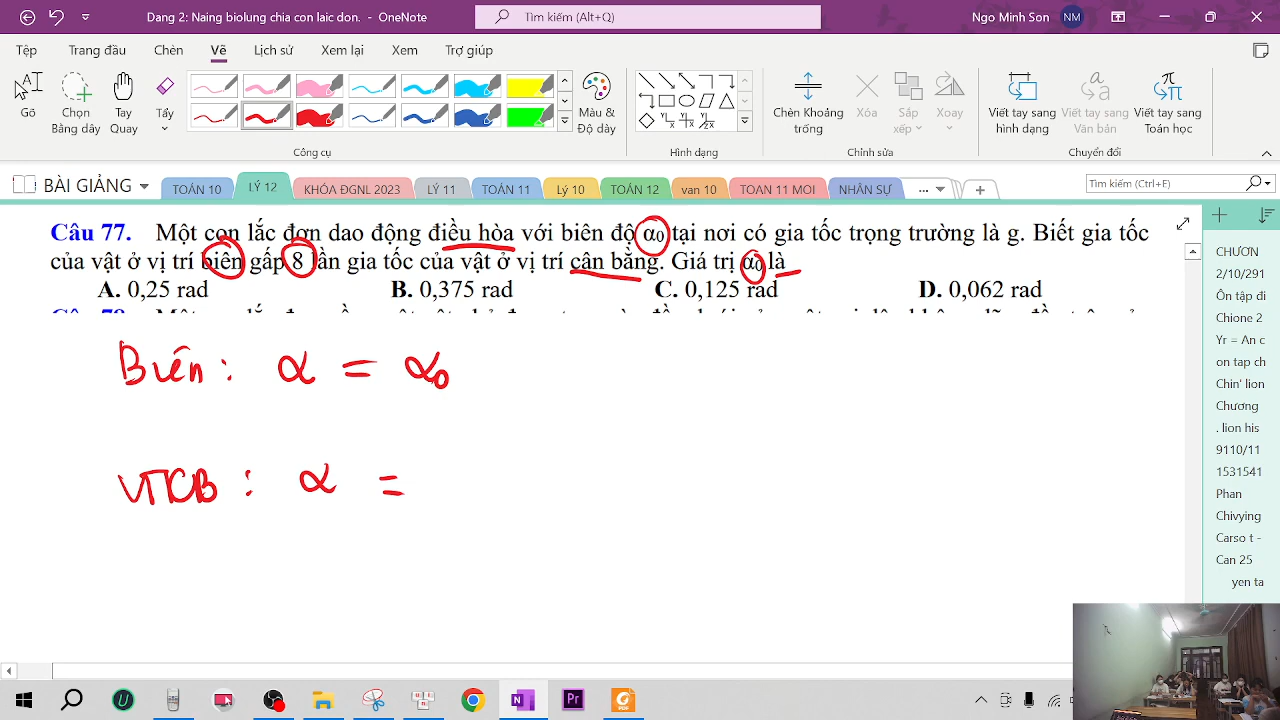 Dang 2: Naing biolung chia con laic don. - OneNote
Tìm kiếm (Alt+Q)
Ngo Minh Son
NM
Tệp
Trang đầu
Chèn
Vẽ
Lịch sử
Xem lại
Xem
Trợ giúp
Gõ
Chọn Bằng dây
Tay Quay
Tẩy
Màu & Độ dày
Chèn Khoảng trống
Xóa
Sắp xếp
Xoay
Viết tay sang hình dạng
Viết tay sang Văn bản
Viết tay sang Toán học
Công cụ
Hình dạng
Chỉnh sửa
Chuyển đổi
BÀI GIẢNG
TOÁN 10
LÝ 12
KHÓA ĐGNL 2023
LÝ 11
TOÁN 11
Lý 10
TOÁN 12
van 10
TOAN 11 MOI
NHÂN SỰ
...
Tìm kiếm (Ctrl+E)
Câu 77. Một con lắc đơn dao động điều hòa với biên độ α₀ tại nơi có gia tốc trọng trường là g. Biết gia tốc
của vật ở vị trí biên gấp 8 lần gia tốc của vật ở vị trí cân bằng. Giá trị α₀ là
A. 0,25 rad B. 0,375 rad C. 0,125 rad D. 0,062 rad
Biên: α = α₀
VTCB : α =
CHƯƠN
2/10/291
Ôn tập di
Chione 2
Yr = An c
on tap ch
Chin' lion
Chương
. lion his
9110/11
1531541
Phan
Chivying
Carso t -
Can 25
yen ta